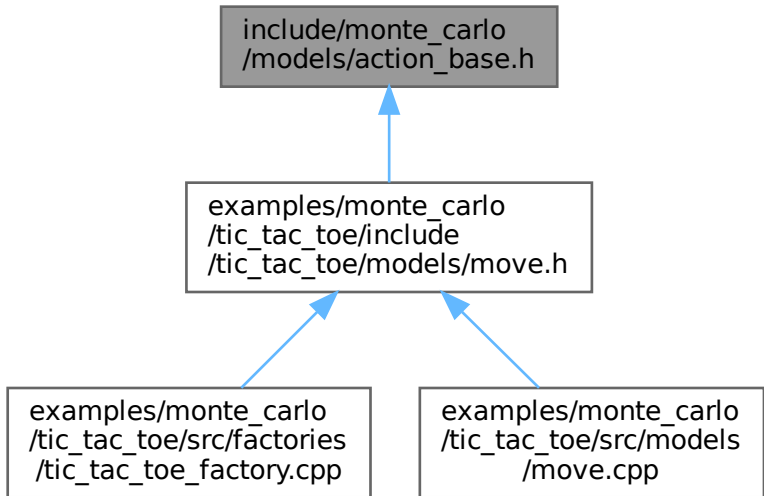 include/monte_carlo
/models/action_base.h
examples/monte_carlo
/tic_tac_toe/include
/tic_tac_toe/models/move.h
examples/monte_carlo
/tic_tac_toe/src/factories
/tic_tac_toe_factory.cpp
examples/monte_carlo
/tic_tac_toe/src/models
/move.cpp